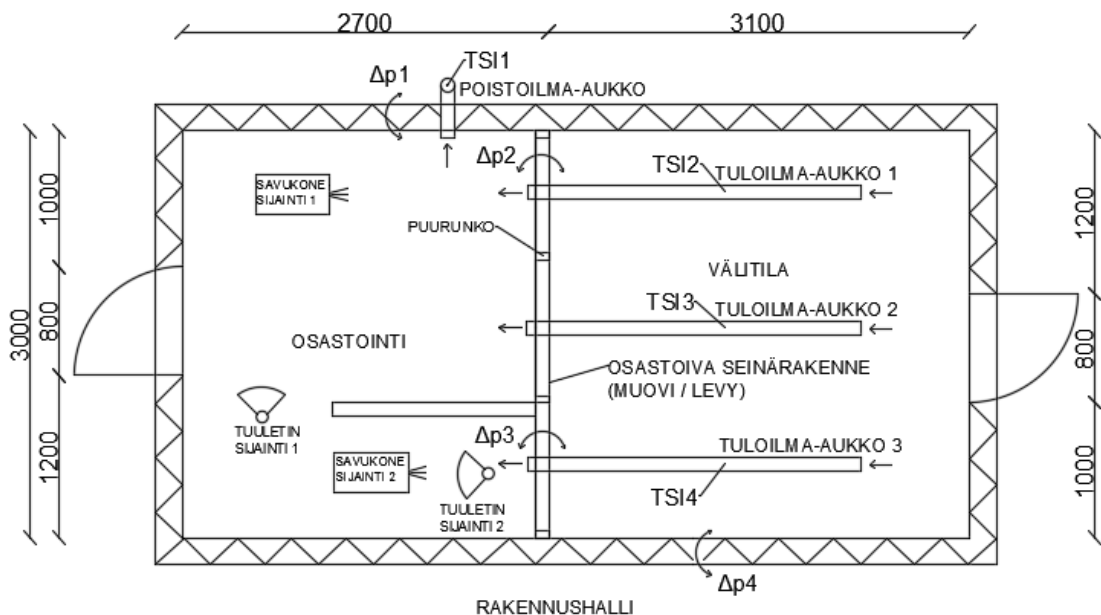 2700
3100
TSI1
Δp1
POISTOILMA-AUKKO
Δp2
TSI2
TULOILMA-AUKKO 1
SAVUKONE
SIJAINTI 1
1000
1200
PUURUNKO
VÄLITILA
TSI3
TULOILMA-AUKKO 2
3000
800
800
OSASTOINTI
OSASTOIVA SEINÄRAKENNE
(MUOVI / LEVY)
TUULETIN
SIJAINTI 1
Δp3
TULOILMA-AUKKO 3
1200
1000
SAVUKONE
SIJAINTI 2
TSI4
TUULETIN
SIJAINTI 2
Δp4
RAKENNUSHALLI